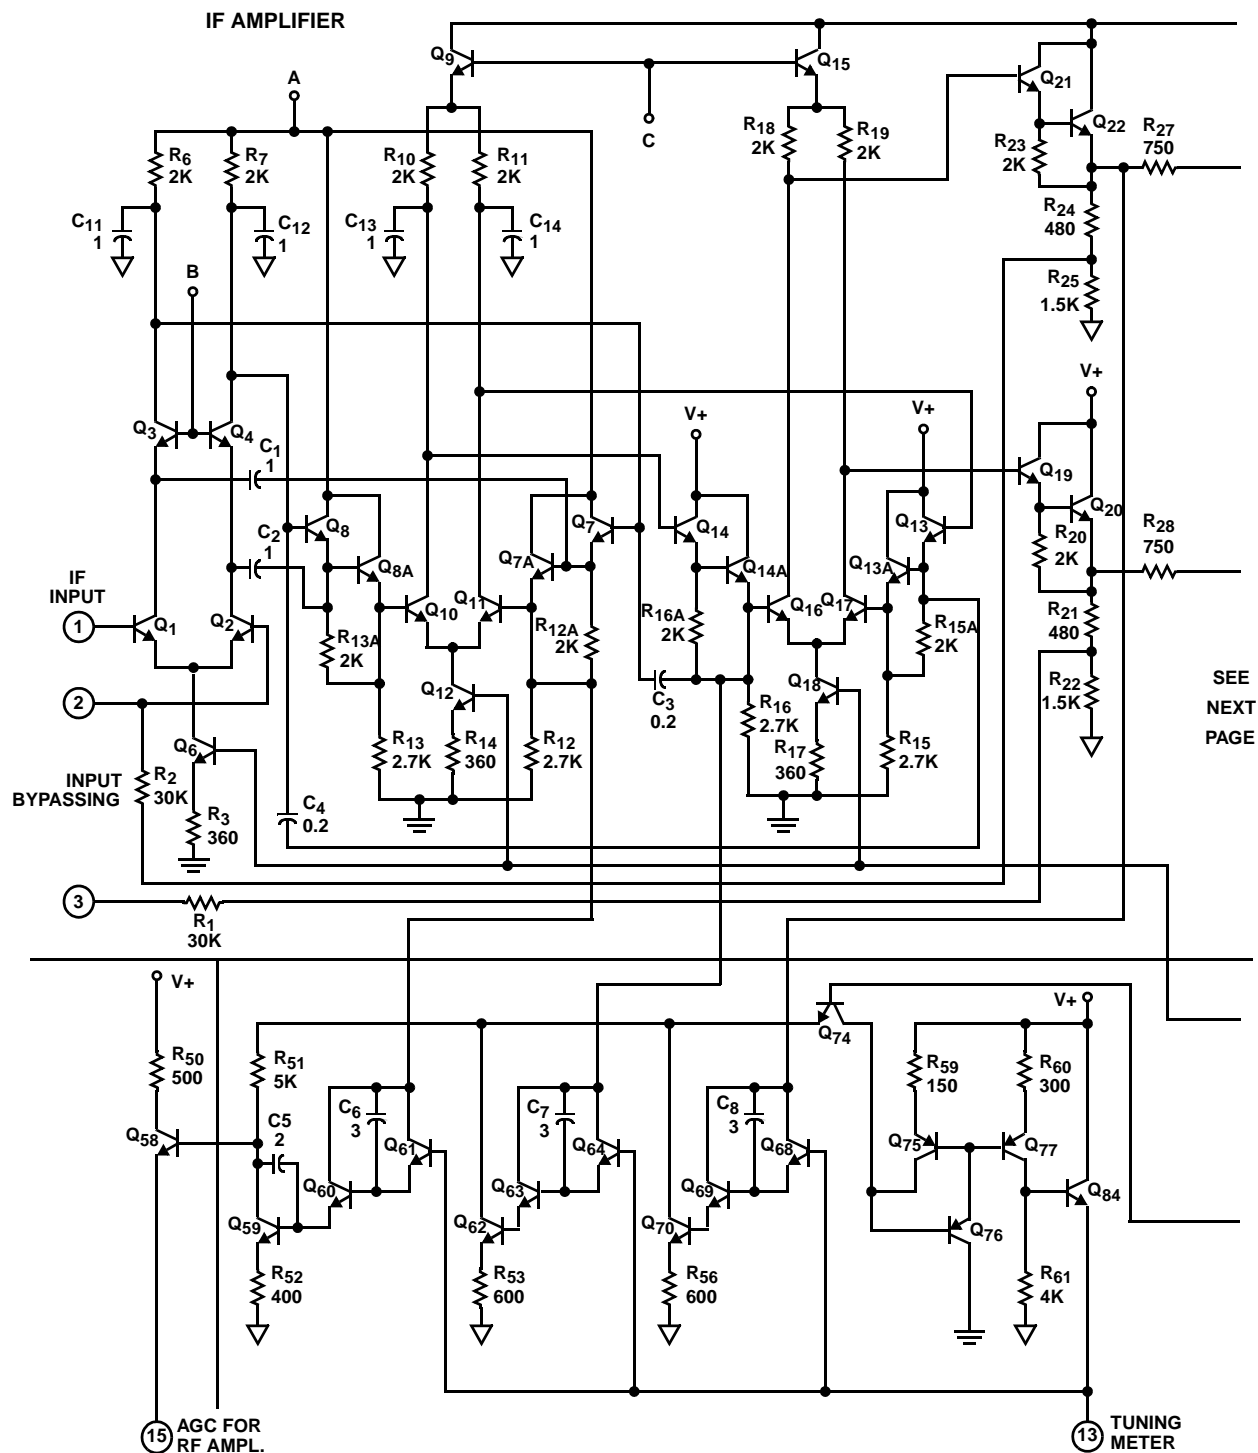 IF AMPLIFIER
A
B
C
Q9
Q15
Q21
Q22
R6
2K
R7
2K
R10
2K
R11
2K
R18
2K
R19
2K
R23
2K
R27
750
C11
1
C12
1
C13
1
C14
1
R24
480
R25
1.5K
Q3
Q4
C1
1
C2
1
Q8
Q8A
Q7
Q7A
V+
Q14
Q14A
V+
Q13
Q13A
V+
Q19
Q20
R20
2K
R28
750
IF
INPUT
1
Q1
Q2
R13A
2K
Q10
Q11
R12A
2K
R16A
2K
Q16
Q17
R15A
2K
R21
480
R22
1.5K
2
Q6
Q12
C3
0.2
Q18
R16
2.7K
SEE
NEXT
PAGE
INPUT
BYPASSING
R2
30K
R3
360
C4
0.2
R13
2.7K
R14
360
R12
2.7K
R17
360
R15
2.7K
3
R1
30K
V+
R50
500
R51
5K
Q74
V+
R59
150
R60
300
Q58
C5
2
C6
3
Q61
C7
3
Q64
C8
3
Q68
Q75
Q77
Q59
Q60
Q62
Q63
Q70
Q69
Q76
Q84
R52
400
R53
600
R56
600
R61
4K
15
AGC FOR
RF AMPL.
13
TUNING
METER